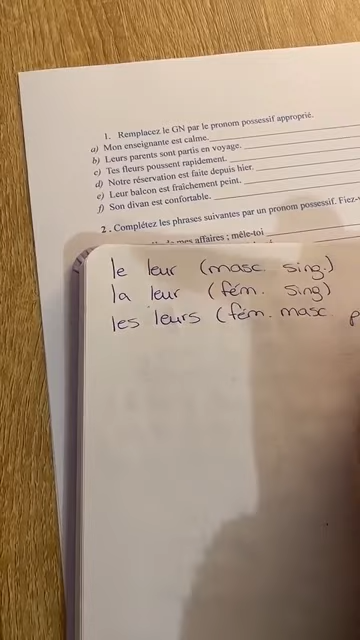 1. Remplacez le GN par le pronom possessif approprié.
a) Mon enseignante est calme.
b) Leurs parents sont partis en voyage.
c) Tes fleurs poussent rapidement.
d) Notre réservation est faite depuis hier.
e) Leur balcon est fraîchement peint.
f) Son divan est confortable.
2. Complétez les phrases suivantes par un pronom possessif. Fiez-
mes affaires ; mêle-toi
le leur (masc. sing.)
la leur (fém. sing)
les leurs (fém. masc. p